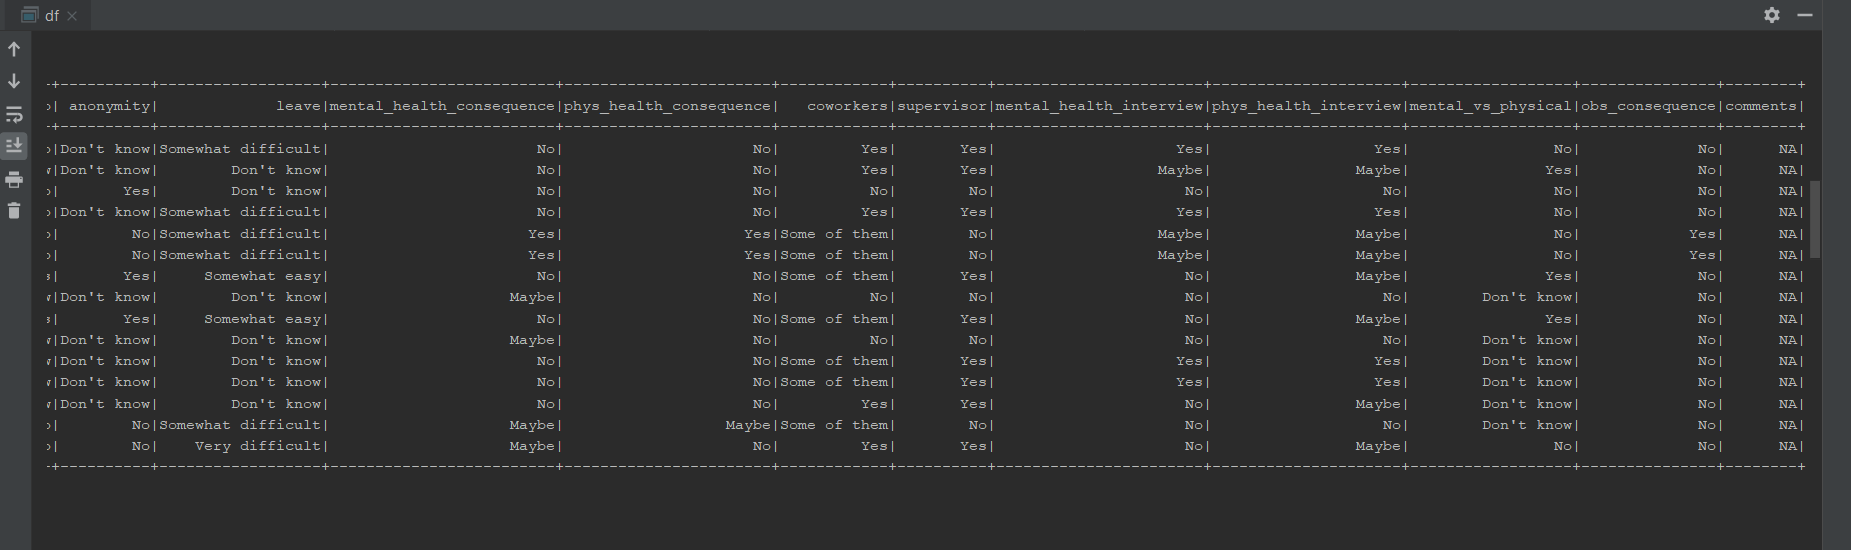 df
| anonymity|             leave|mental_health_consequence|phys_health_consequence|   coworkers|supervisor|mental_health_interview|phys_health_interview|mental_vs_physical|obs_consequence|comments|
|Don't know|Somewhat difficult|                       No|                     No|         Yes|       Yes|                    Yes|                  Yes|                No|             No|      NA|
|Don't know|        Don't know|                       No|                     No|         Yes|       Yes|                  Maybe|                Maybe|               Yes|             No|      NA|
|       Yes|        Don't know|                       No|                     No|          No|        No|                     No|                   No|                No|             No|      NA|
|Don't know|Somewhat difficult|                       No|                     No|         Yes|       Yes|                    Yes|                  Yes|                No|             No|      NA|
|        No|Somewhat difficult|                      Yes|                    Yes|Some of them|        No|                  Maybe|                Maybe|                No|            Yes|      NA|
|        No|Somewhat difficult|                      Yes|                    Yes|Some of them|        No|                  Maybe|                Maybe|                No|            Yes|      NA|
|       Yes|     Somewhat easy|                       No|                     No|Some of them|       Yes|                     No|                Maybe|               Yes|             No|      NA|
|Don't know|        Don't know|                    Maybe|                     No|          No|        No|                     No|                   No|        Don't know|             No|      NA|
|       Yes|     Somewhat easy|                       No|                     No|Some of them|       Yes|                     No|                Maybe|               Yes|             No|      NA|
|Don't know|        Don't know|                    Maybe|                     No|          No|        No|                     No|                   No|        Don't know|             No|      NA|
|Don't know|        Don't know|                       No|                     No|Some of them|       Yes|                    Yes|                  Yes|        Don't know|             No|      NA|
|Don't know|        Don't know|                       No|                     No|Some of them|       Yes|                    Yes|                  Yes|        Don't know|             No|      NA|
|Don't know|        Don't know|                       No|                     No|         Yes|       Yes|                     No|                Maybe|        Don't know|             No|      NA|
|        No|Somewhat difficult|                    Maybe|                  Maybe|Some of them|        No|                     No|                   No|        Don't know|             No|      NA|
|        No|    Very difficult|                    Maybe|                     No|         Yes|       Yes|                     No|                Maybe|                No|             No|      NA|